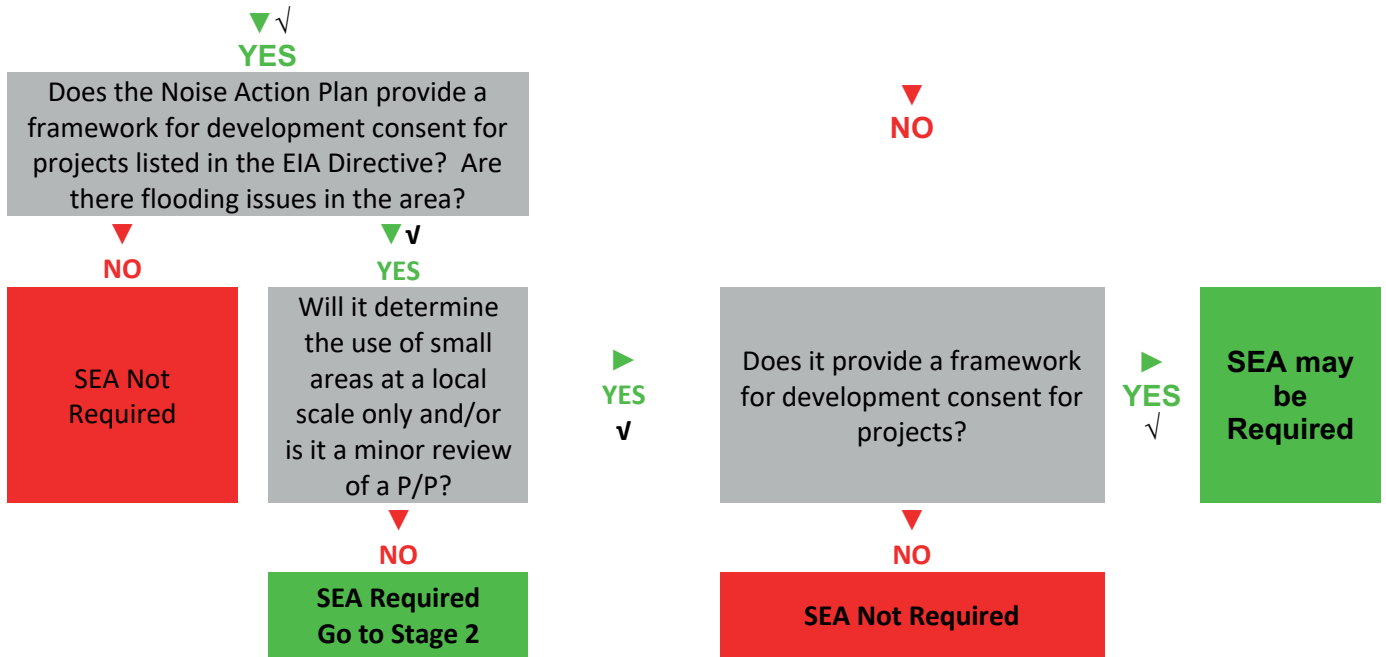 ▼ √
YES
Does the Noise Action Plan provide a
framework for development consent for
projects listed in the EIA Directive? Are
there flooding issues in the area?
▼
NO
▼
NO
▼ √
YES
SEA Not
Required
Will it determine
the use of small
areas at a local
scale only and/or
is it a minor review
of a P/P?
►
YES
√
Does it provide a framework
for development consent for
projects?
►
YES
√
SEA may
be
Required
▼
NO
▼
NO
SEA Required
Go to Stage 2
SEA Not Required